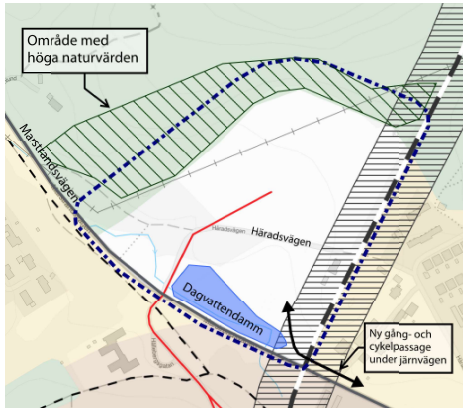 Område med
höga naturvärden
Marstrandsvägen
Häradsvägen
Häradsvägen
Dagvattendamm
Ny gång- och
cykelpassage
under järnvägen